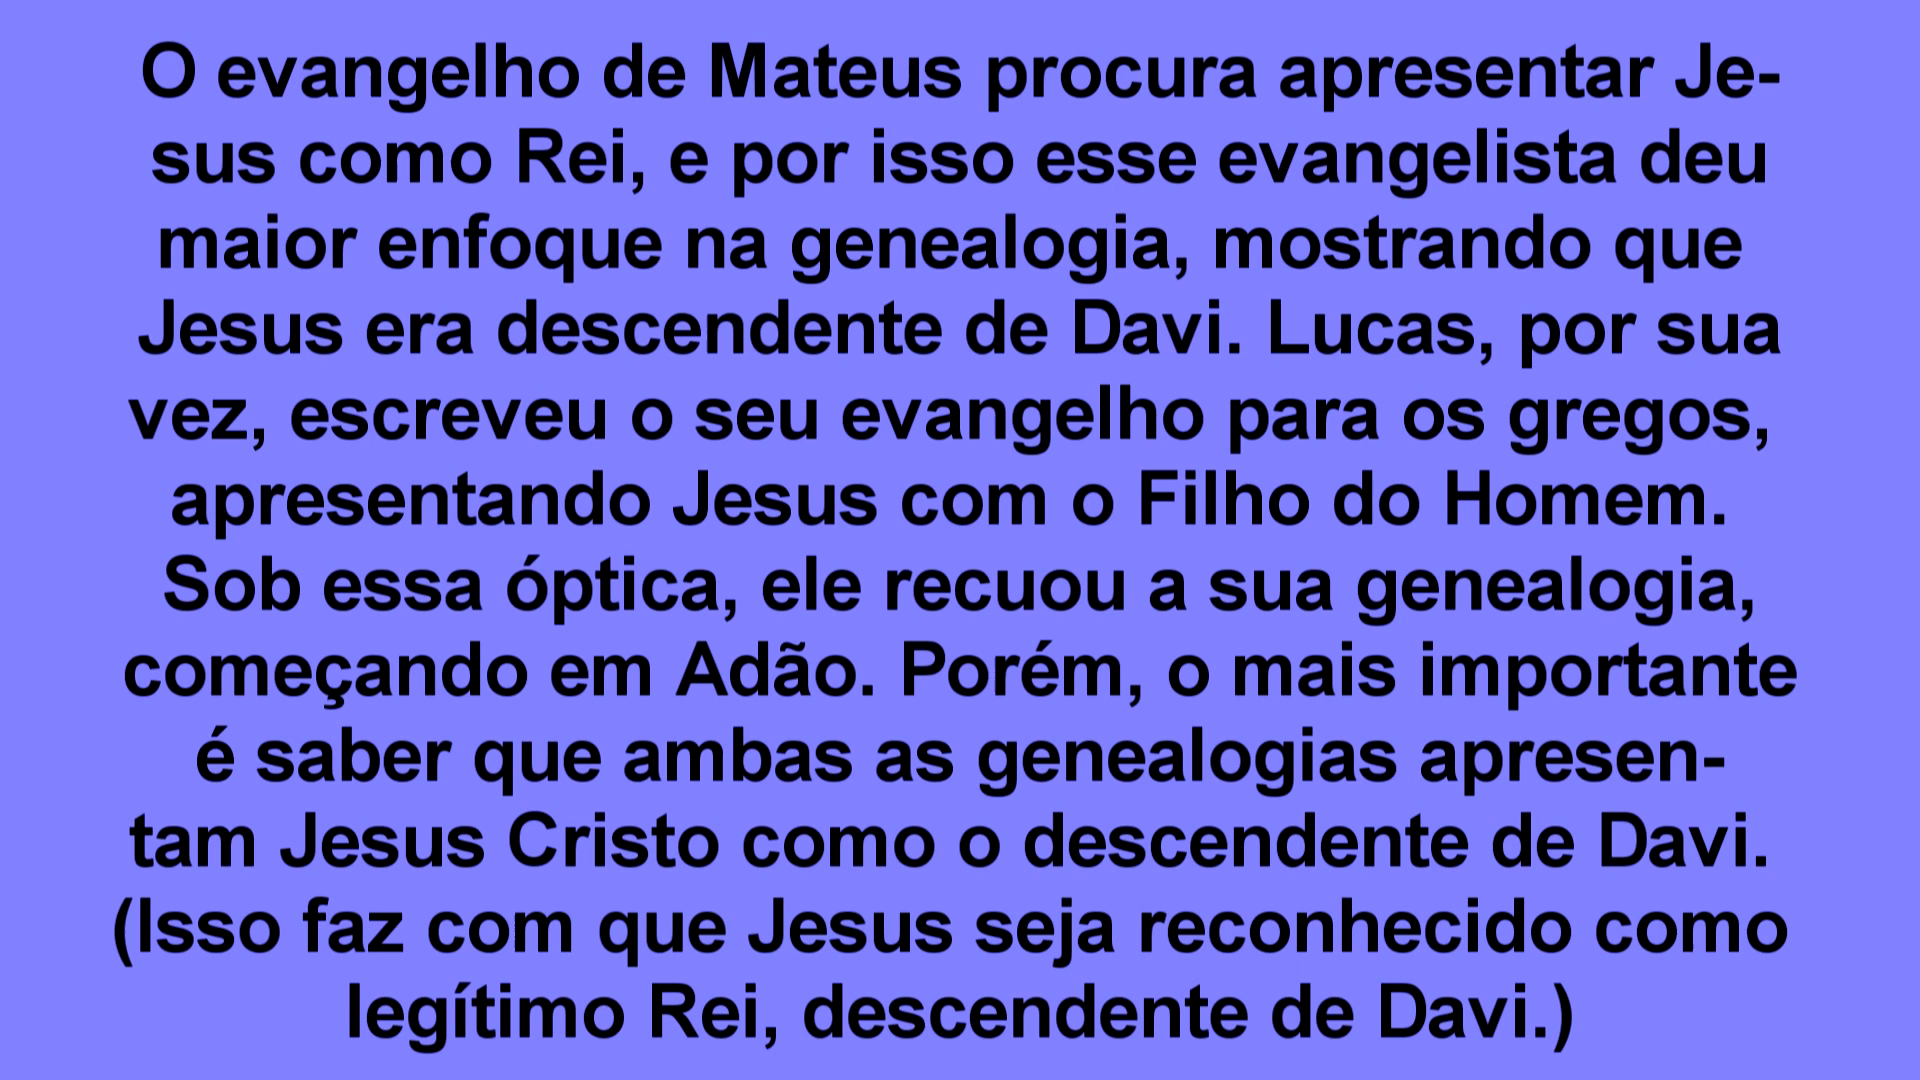 O evangelho de Mateus procura apresentar Je-
sus como Rei, e por isso esse evangelista deu
maior enfoque na genealogia, mostrando que
Jesus era descendente de Davi. Lucas, por sua
vez, escreveu o seu evangelho para os gregos,
apresentando Jesus com o Filho do Homem.
Sob essa óptica, ele recuou a sua genealogia,
começando em Adão. Porém, o mais importante
é saber que ambas as genealogias apresen-
tam Jesus Cristo como o descendente de Davi.
(Isso faz com que Jesus seja reconhecido como
legítimo Rei, descendente de Davi.)